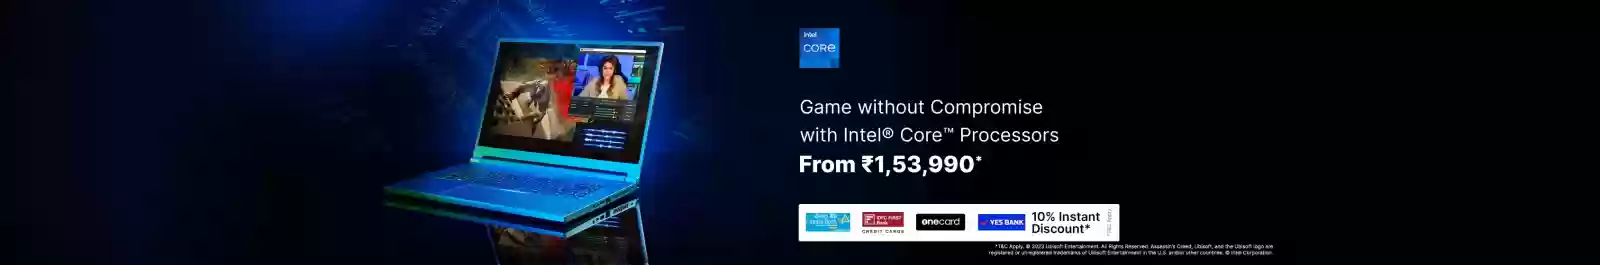 intel
CORE
Game without Compromise
with Intel® Core™ Processors
From ₹1,53,990*
IDFC FIRST
Bank
CREDIT CARDS
onecard
YES BANK
10% Instant
Discount*
*T&C Apply
*T&C Apply. © 2023 Ubisoft Entertainment. All Rights Reserved. Assassin's Creed, Ubisoft, and the Ubisoft logo are
registered or unregistered trademarks of Ubisoft Entertainment in the U.S. and/or other countries. © Intel Corporation.